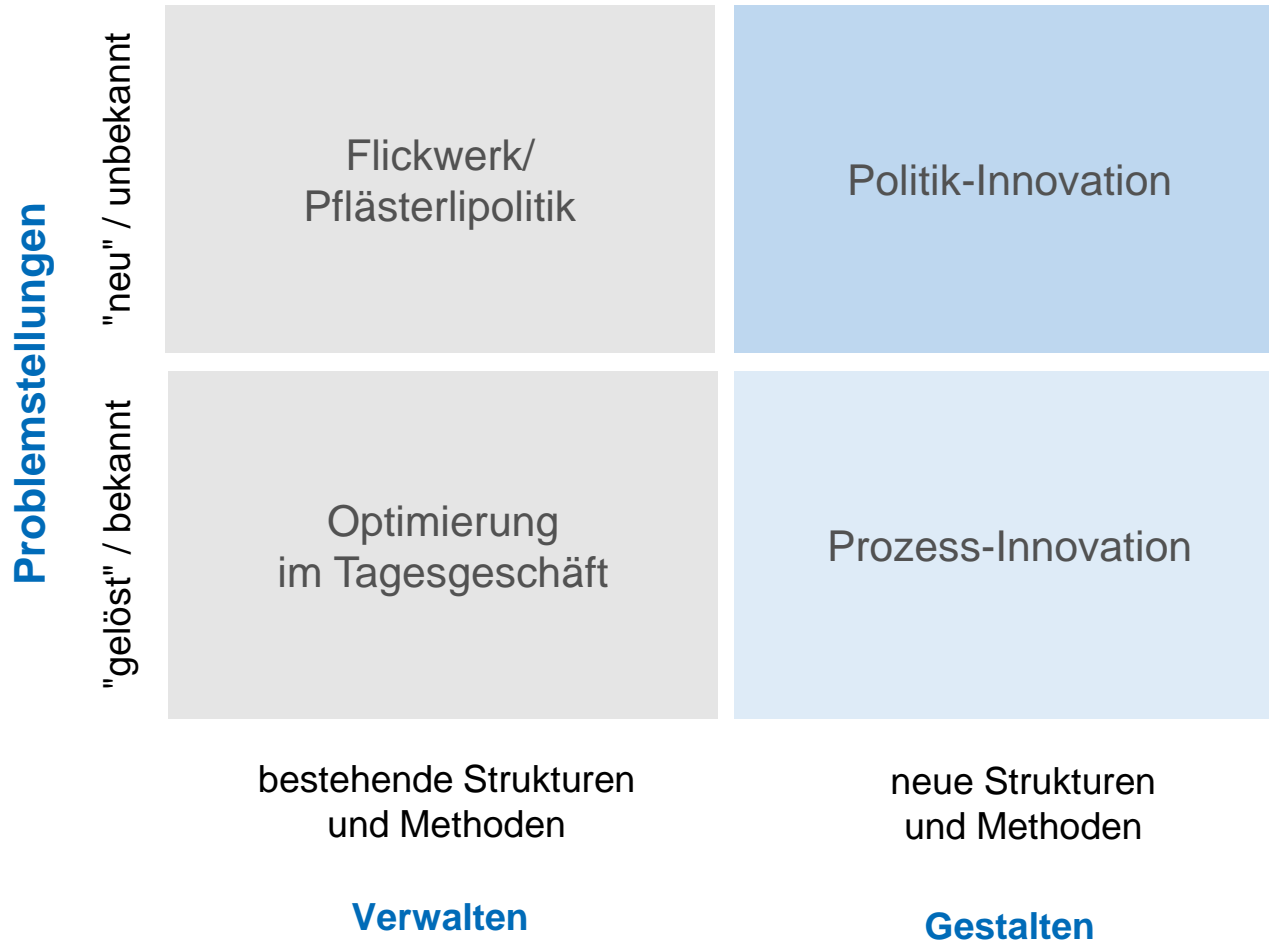 Problemstellungen
"neu" / unbekannt
Flickwerk/
Pflästerlipolitik
Politik-Innovation
"gelöst" / bekannt
Optimierung
im Tagesgeschäft
Prozess-Innovation
bestehende Strukturen
und Methoden
neue Strukturen
und Methoden
Verwalten
Gestalten